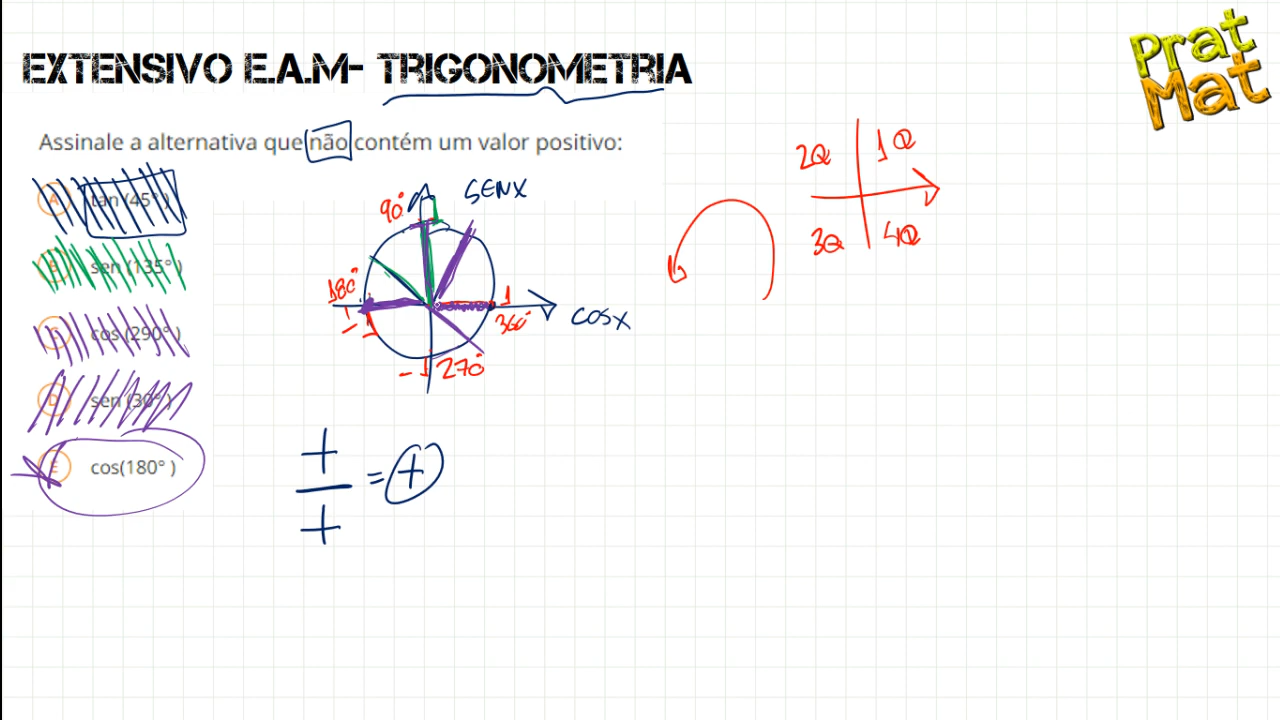 EXTENSIVO E.A.M- TRIGONOMETRIA
Prat
Mat
Assinale a alternativa que não contém um valor positivo:
A tan (45°)
B sen (135°)
C cos (290°)
D sen (30°)
E cos(180°)
90°
1
SENX
180°
-1
1
360°
COSX
-1
270°
2Q
1Q
3Q
4Q
+
+
= +